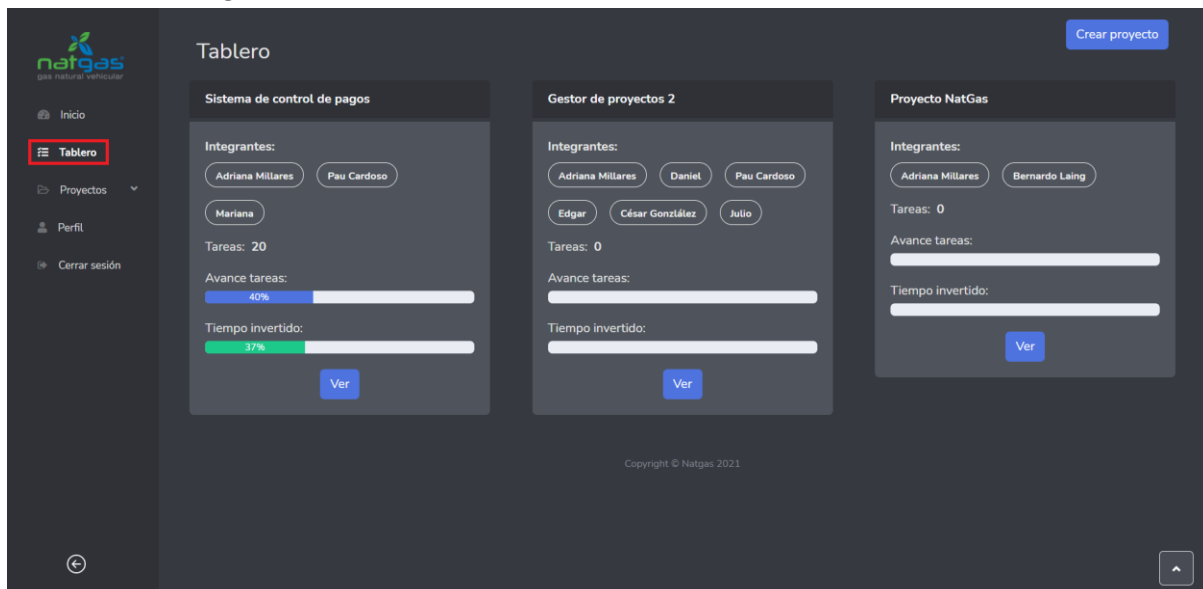 natgas
gas natural vehicular
Inicio
Tablero
Proyectos
Perfil
Cerrar sesión
Tablero
Crear proyecto
Sistema de control de pagos
Integrantes:
Adriana Millares Pau Cardoso
Mariana
Tareas: 20
Avance tareas:
40%
Tiempo invertido:
37%
Ver
Gestor de proyectos 2
Integrantes:
Adriana Millares Daniel Pau Cardoso
Edgar César Gonzlález Julio
Tareas: 0
Avance tareas:
Tiempo invertido:
Ver
Proyecto NatGas
Integrantes:
Adriana Millares Bernardo Laing
Tareas: 0
Avance tareas:
Tiempo invertido:
Ver
Copyright © Natgas 2021